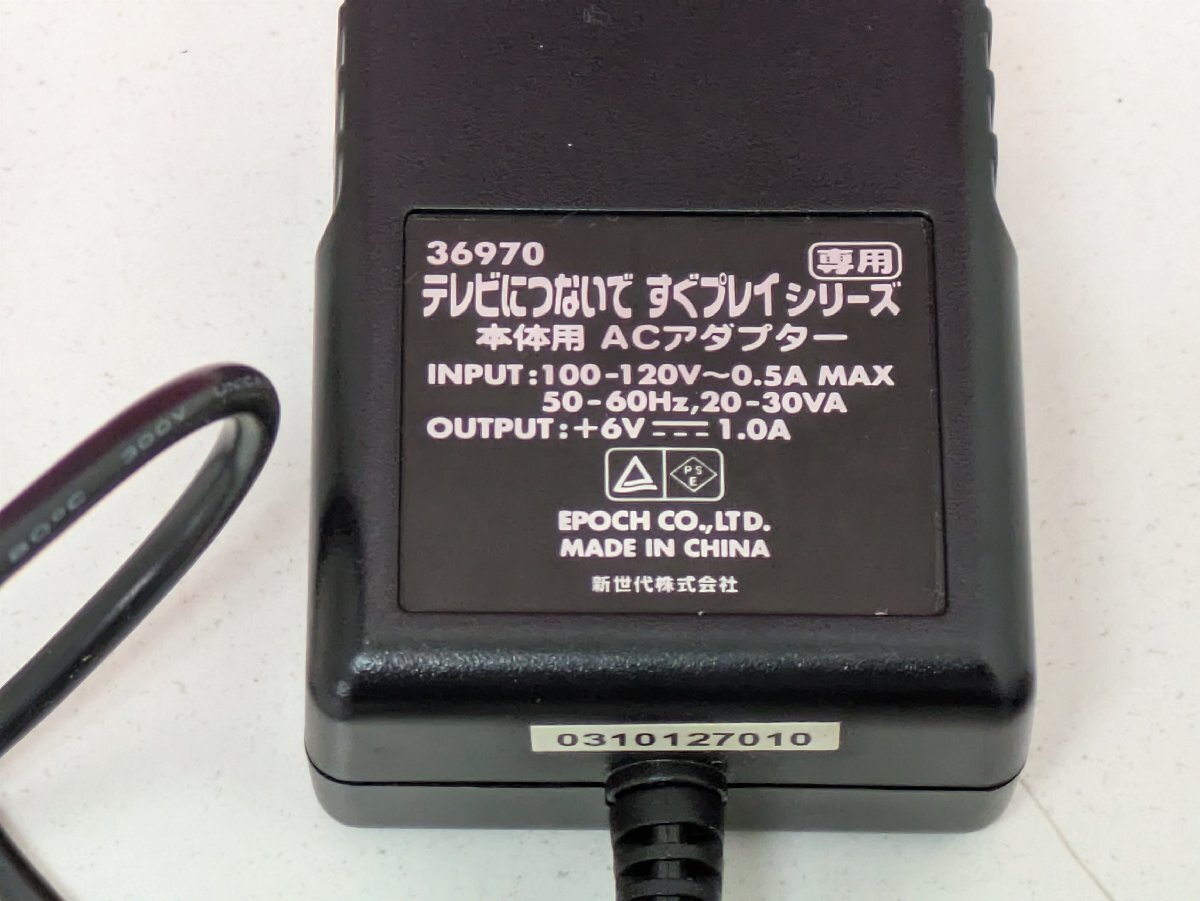 36970
専用
テレビにつないで すぐプレイシリーズ
本体用 ACアダプター
INPUT:100-120V～0.5A MAX
50-60Hz,20-30VA
OUTPUT:+6V⎓1.0A
PS
E
EPOCH CO.,LTD.
MADE IN CHINA
新世代株式会社
0310127010
80°C 300V